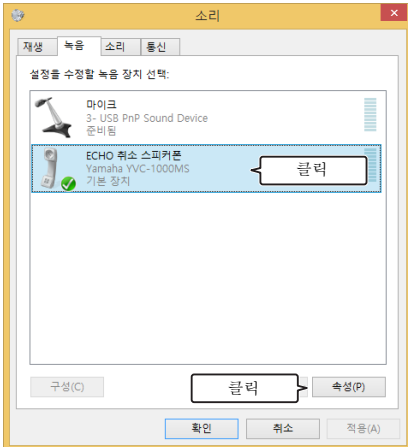 소리
재생 녹음 소리 통신
설정을 수정할 녹음 장치 선택:
마이크
3- USB PnP Sound Device
준비됨
ECHO 취소 스피커폰
Yamaha YVC-1000MS
기본 장치
클릭
구성(C) 클릭 속성(P)
확인 취소 적용(A)